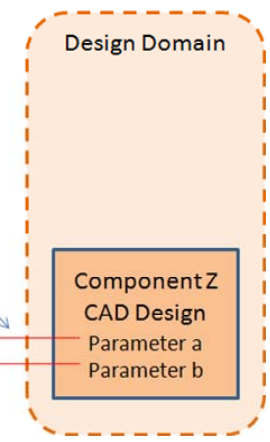 Design Domain
Component Z
CAD Design
Parameter a
Parameter b